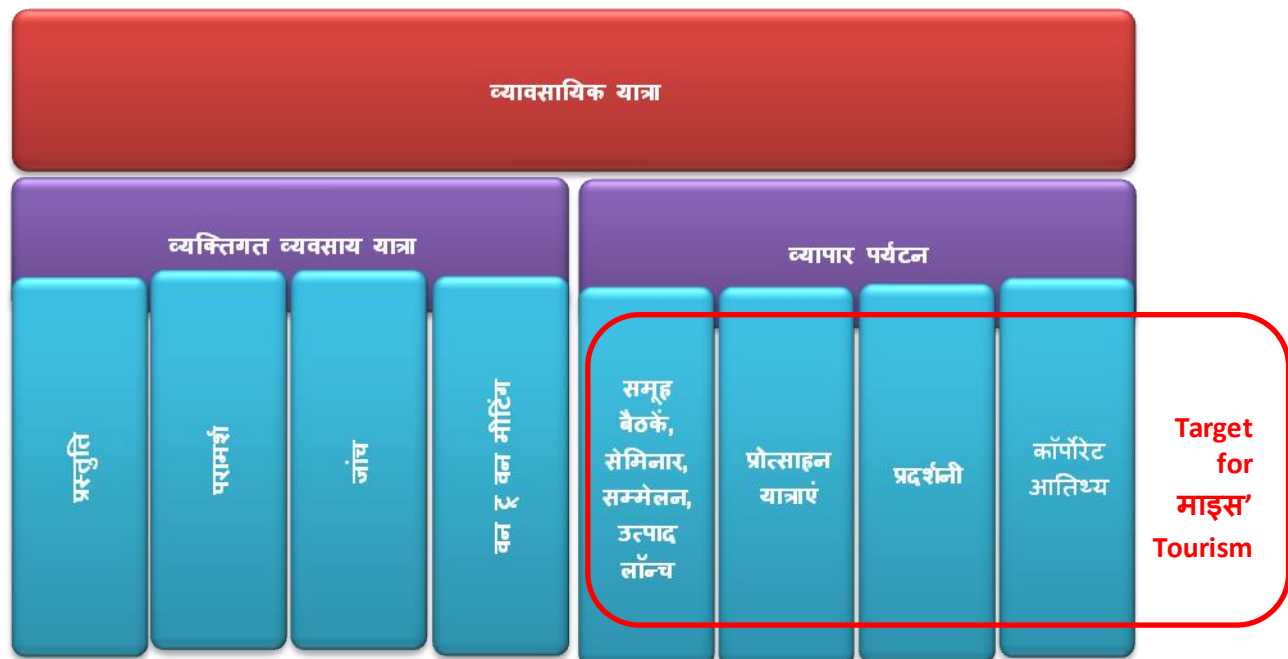 व्यावसायिक यात्रा
व्यक्तिगत व्यवसाय यात्रा
व्यापार पर्यटन
प्रस्तुति
परामर्श
जांच
वन टू वन मीटिंग
समूह
बैठकें,
सेमिनार,
सम्मेलन,
उत्पाद
लॉन्च
प्रोत्साहन
यात्राएं
प्रदर्शनी
कॉर्पोरेट
आतिथ्य
Target
for
माइस’
Tourism